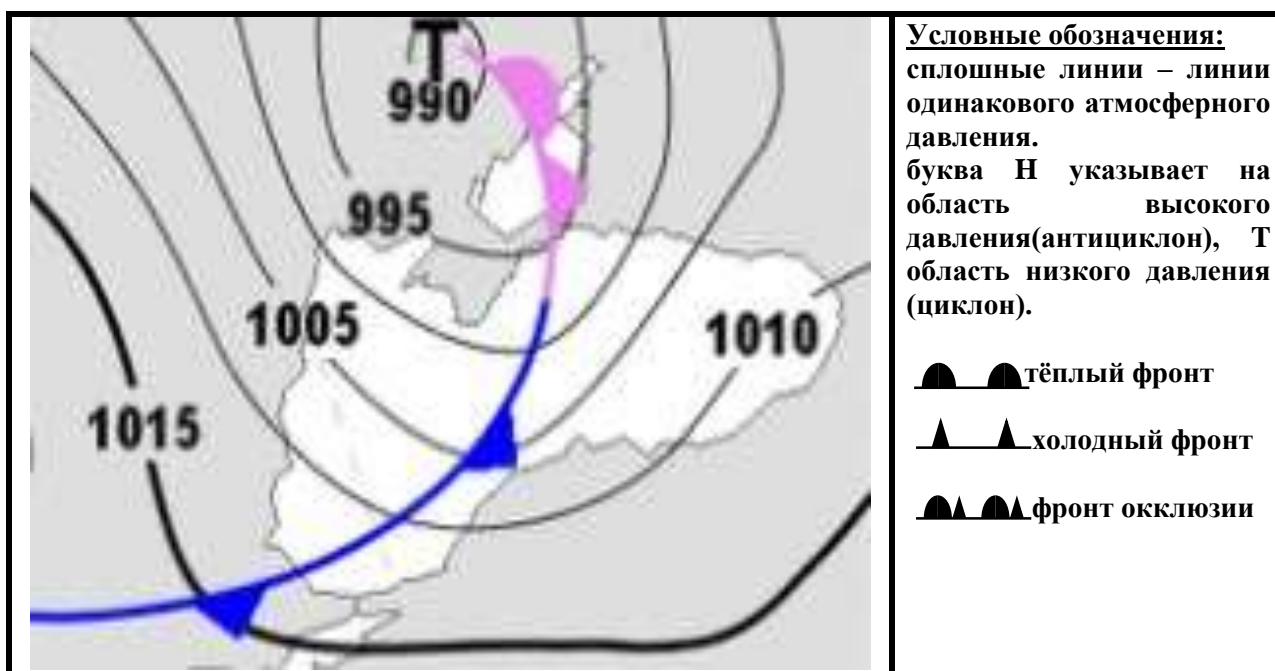 Т
990
995
1005
1010
1015
Условные обозначения:
сплошные линии – линии
одинакового атмосферного
давления.
буква Н указывает на
область высокого
давления(антициклон), Т
область низкого давления
(циклон).
тёплый фронт
холодный фронт
фронт окклюзии